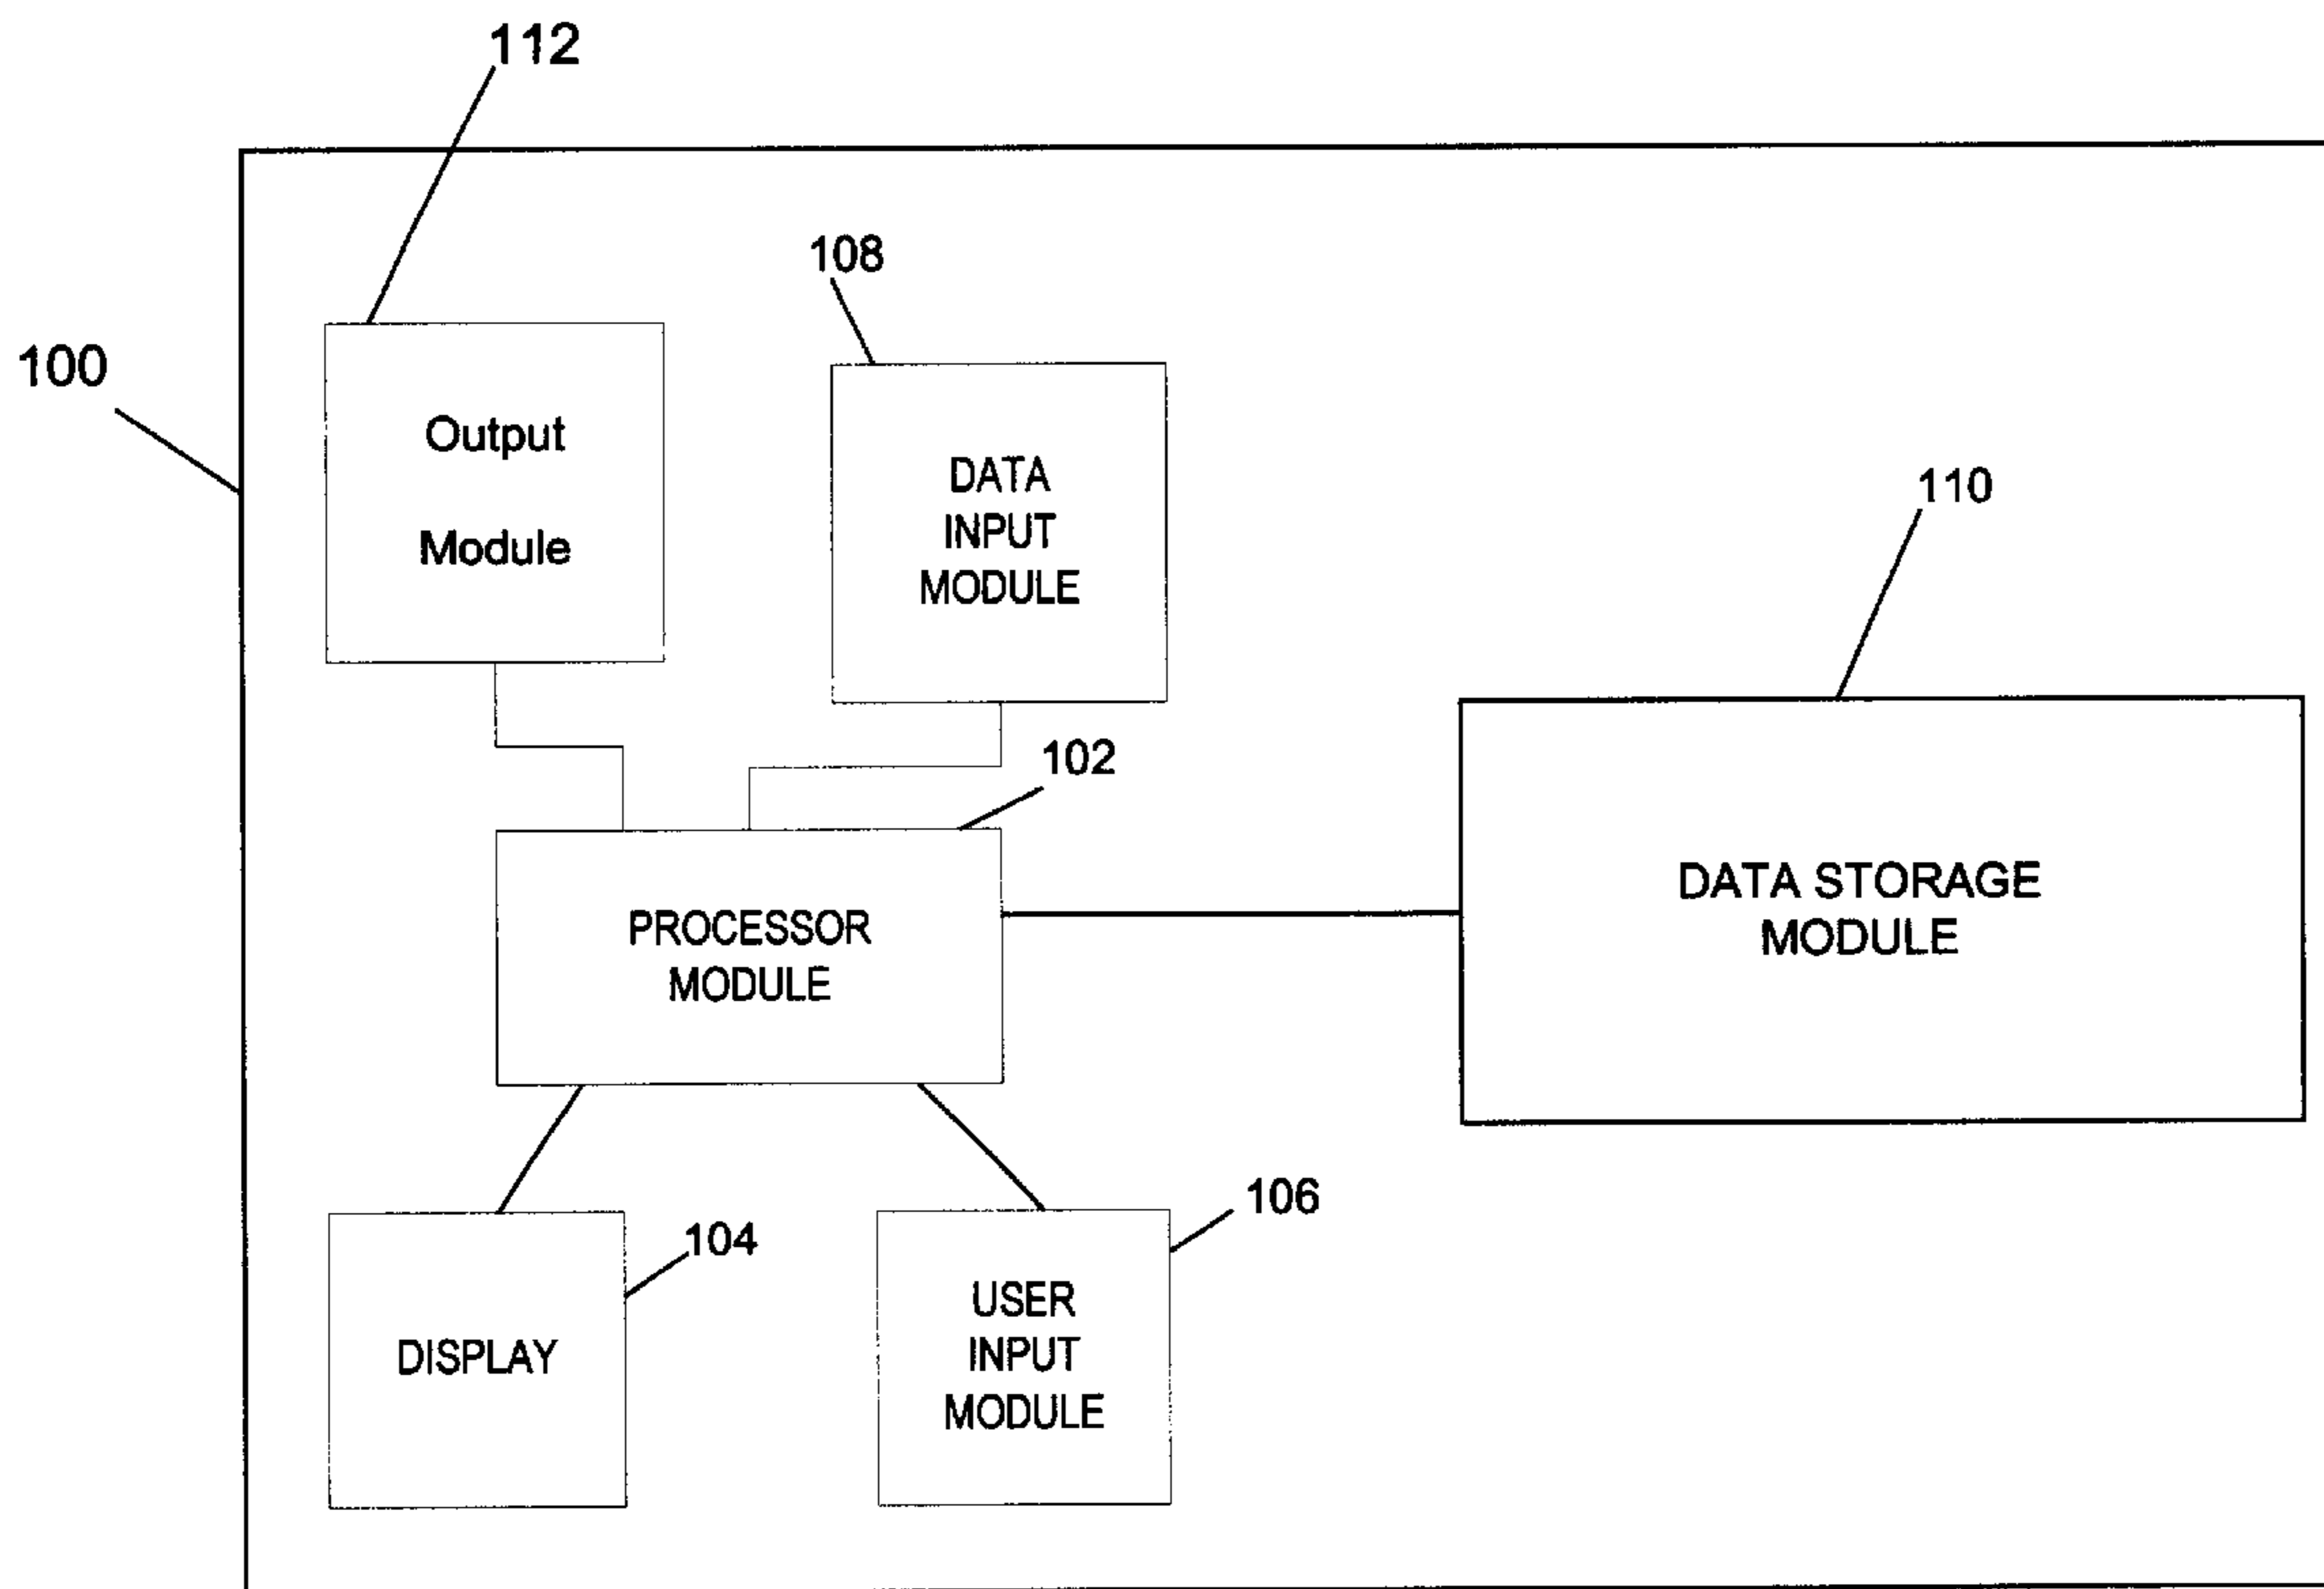 112
108
100
Output
Module
DATA
INPUT
MODULE
110
102
PROCESSOR
MODULE
DATA STORAGE
MODULE
104
106
DISPLAY
USER
INPUT
MODULE